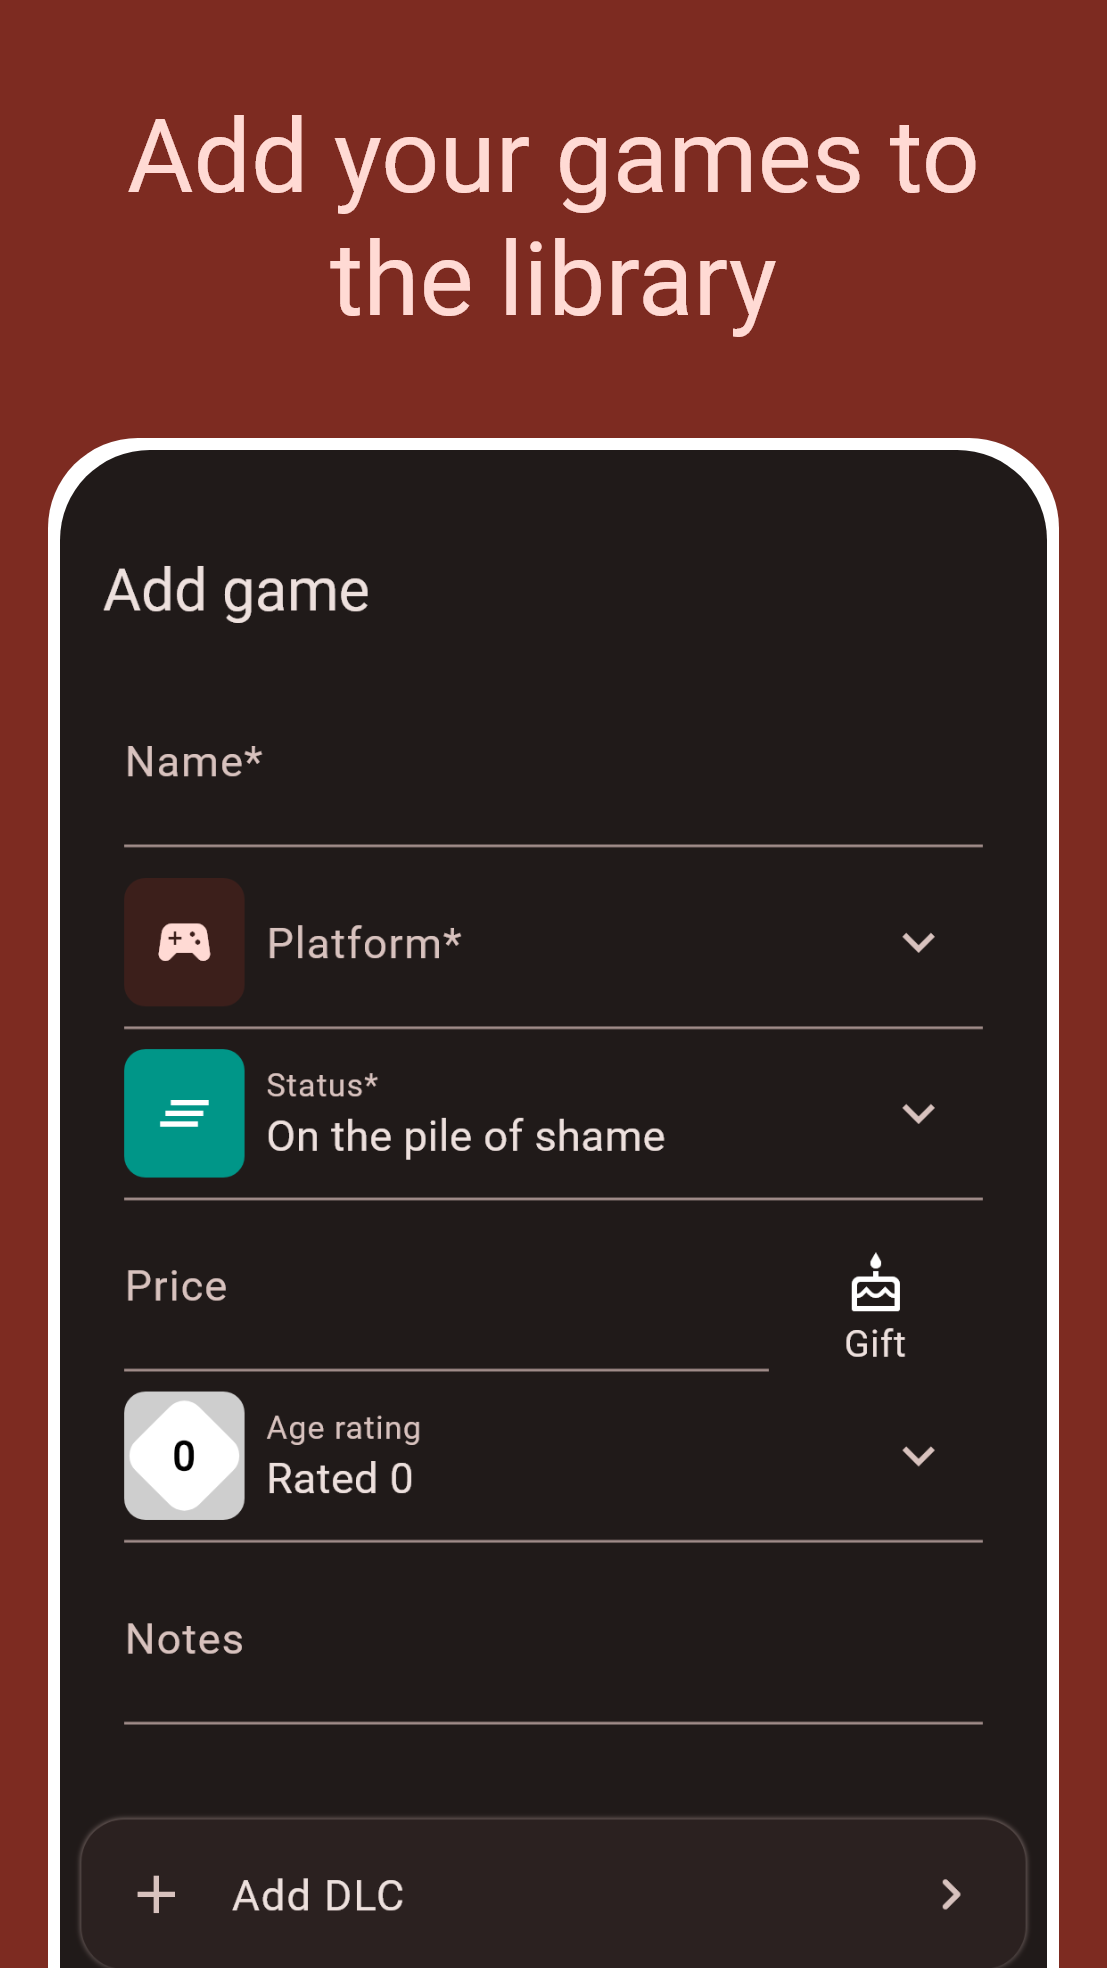 Add your games to
the library
Add game
Name*
Platform*
Status*
On the pile of shame
Price
Gift
0
Age rating
Rated 0
Notes
Add DLC